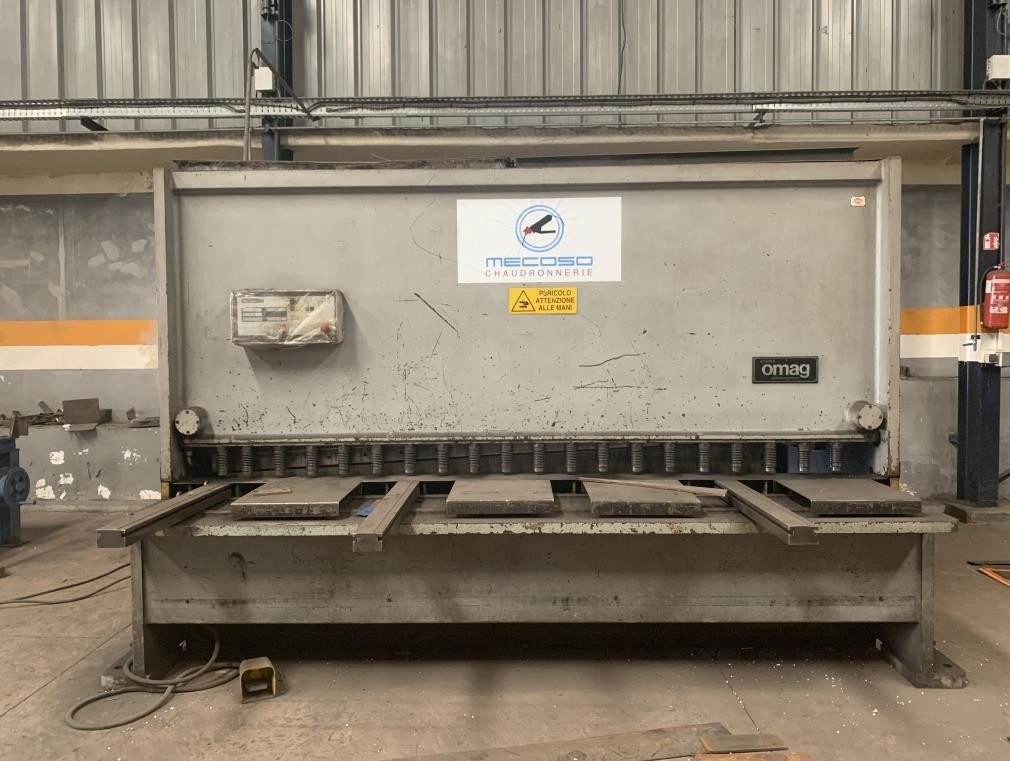 MECOSO
CHAUDRONNERIE
PERICOLO
ATTENZIONE
ALLE MANI
omag